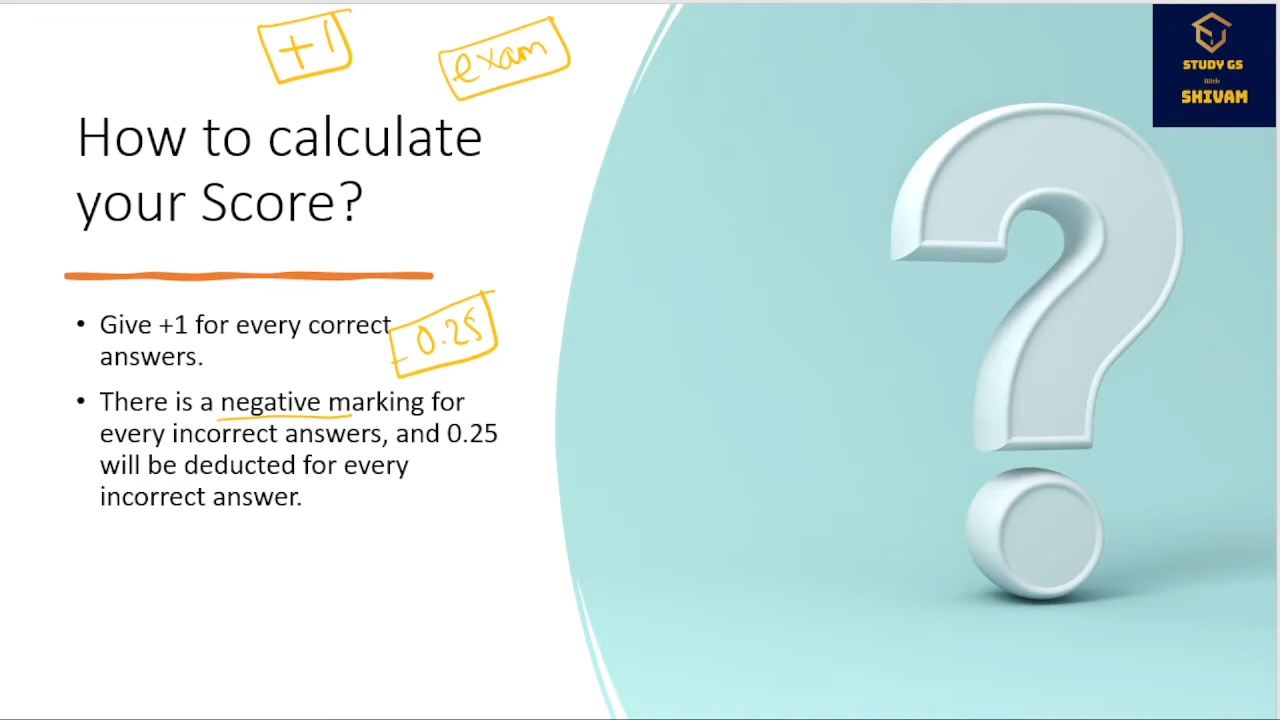 +1
exam
STUDY GS
With
SHIVAM
How to calculate
your Score?
• Give +1 for every correct
answers.
- 0.25
• There is a negative marking for
every incorrect answers, and 0.25
will be deducted for every
incorrect answer.